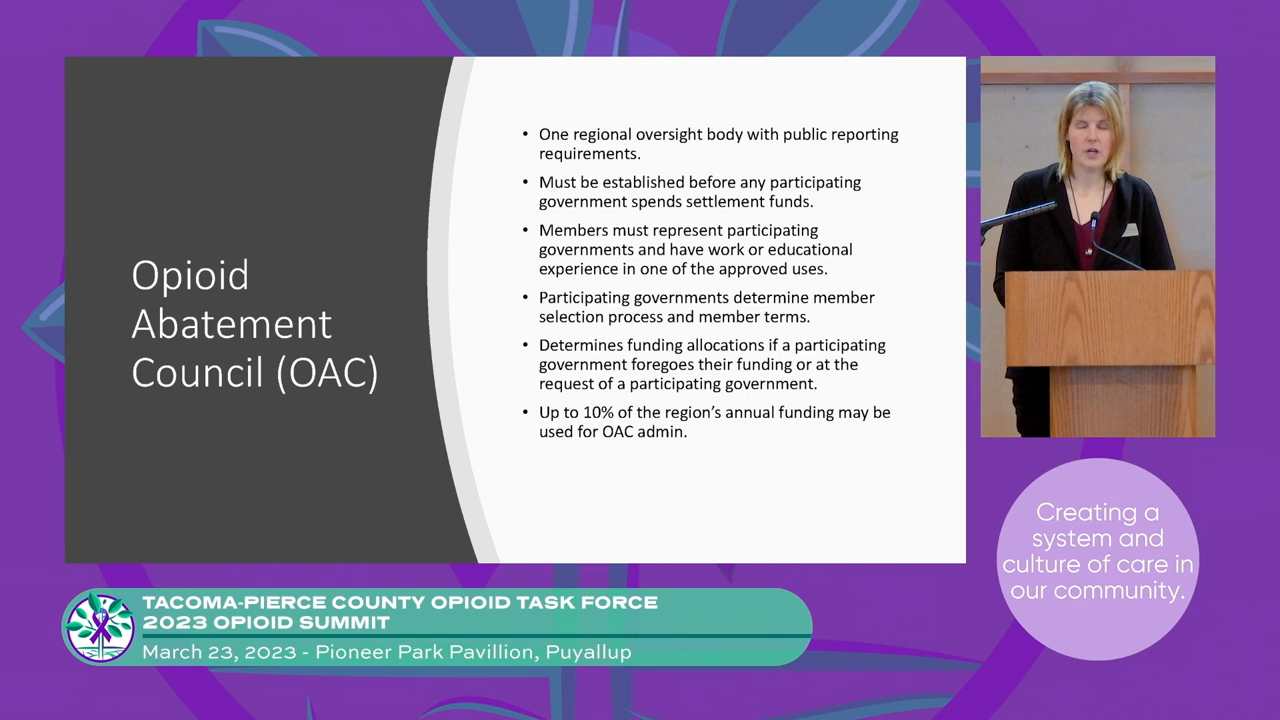 Opioid
Abatement
Council (OAC)
• One regional oversight body with public reporting
requirements.
• Must be established before any participating
government spends settlement funds.
• Members must represent participating
governments and have work or educational
experience in one of the approved uses.
• Participating governments determine member
selection process and member terms.
• Determines funding allocations if a participating
government foregoes their funding or at the
request of a participating government.
• Up to 10% of the region’s annual funding may be
used for OAC admin.
Creating a
system and
culture of care in
our community.
TACOMA-PIERCE COUNTY OPIOID TASK FORCE
2023 OPIOID SUMMIT
March 23, 2023 - Pioneer Park Pavillion, Puyallup